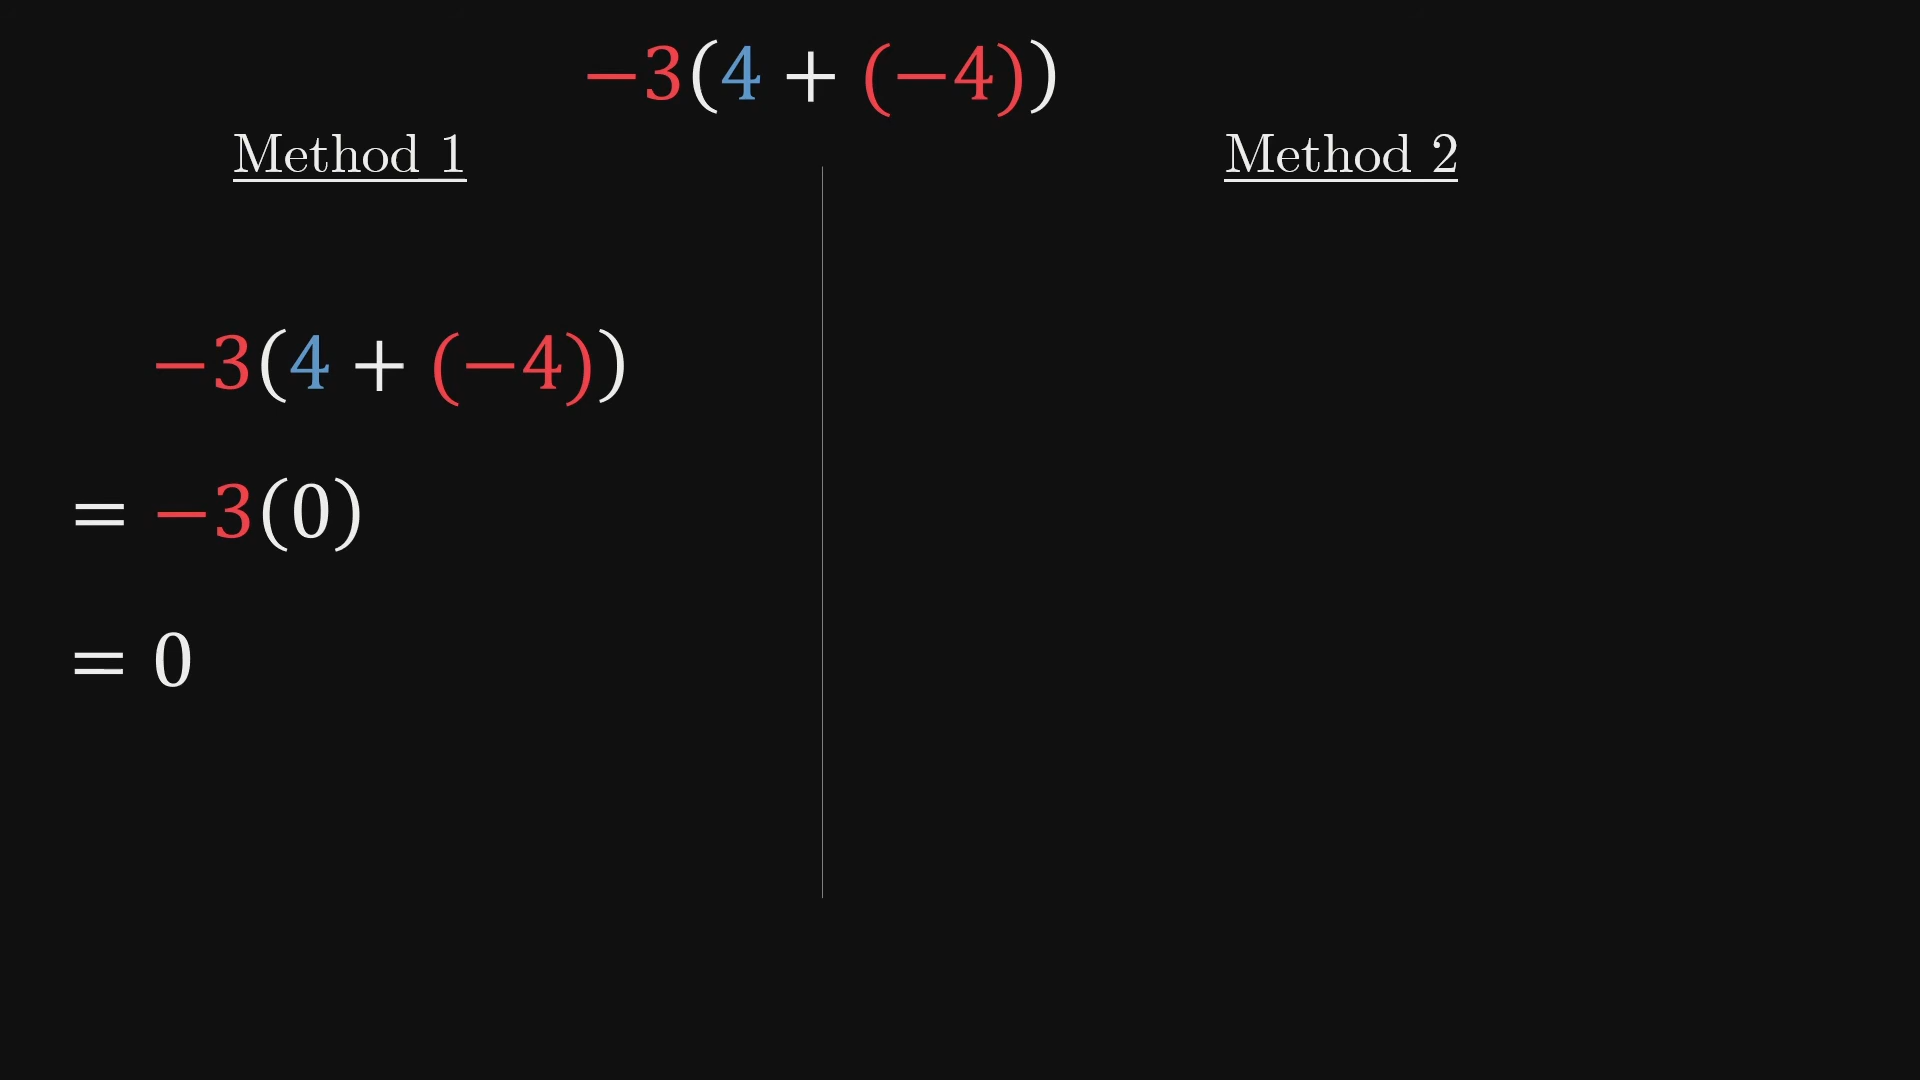 −3(4 + (−4))
Method 1
−3(4 + (−4))
= −3(0)
= 0
Method 2